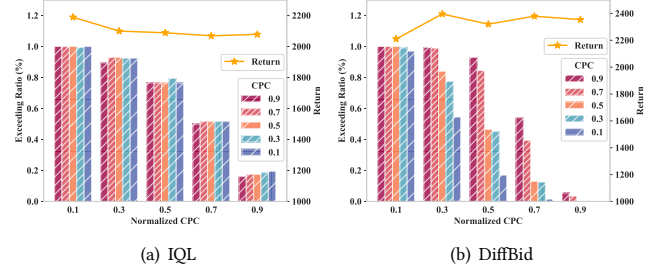 1.2
1.0
0.8
0.6
0.4
0.2
0.0
Exceeding Ratio (%)
0.1 0.3 0.5 0.7 0.9
Normalized CPC
2200
2000
1800
1600
1400
1200
1000
Return
Return
CPC
0.9
0.7
0.5
0.3
0.1
(a) IQL
1.2
1.0
0.8
0.6
0.4
0.2
0.0
Exceeding Ratio (%)
0.1 0.3 0.5 0.7 0.9
Normalized CPC
2400
2200
2000
1800
1600
1400
1200
1000
Return
Return
CPC
0.9
0.7
0.5
0.3
0.1
(b) DiffBid